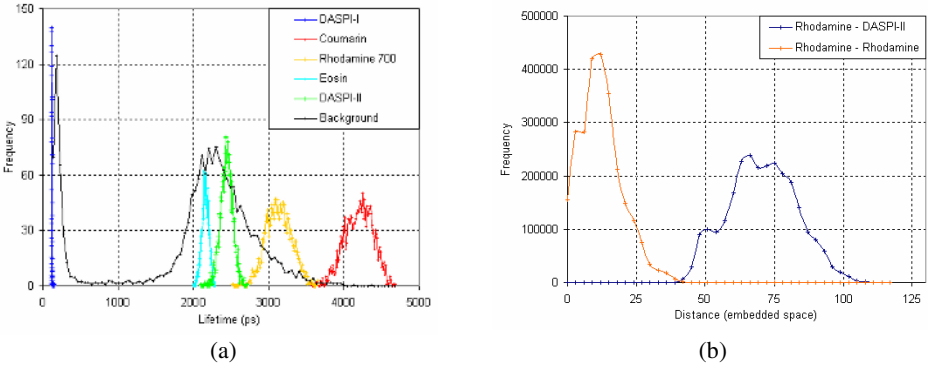 150
120
90
60
30
0
Frequency
0 1000 2000 3000 4000 5000
Lifetime (ps)
DASPI-I
Coumarin
Rhodamine 700
Eosin
DASPI-II
Background
(a)
500000
400000
300000
200000
100000
0
Frequency
0 25 50 75 100 125
Distance (embedded space)
Rhodamine - DASPI-II
Rhodamine - Rhodamine
(b)